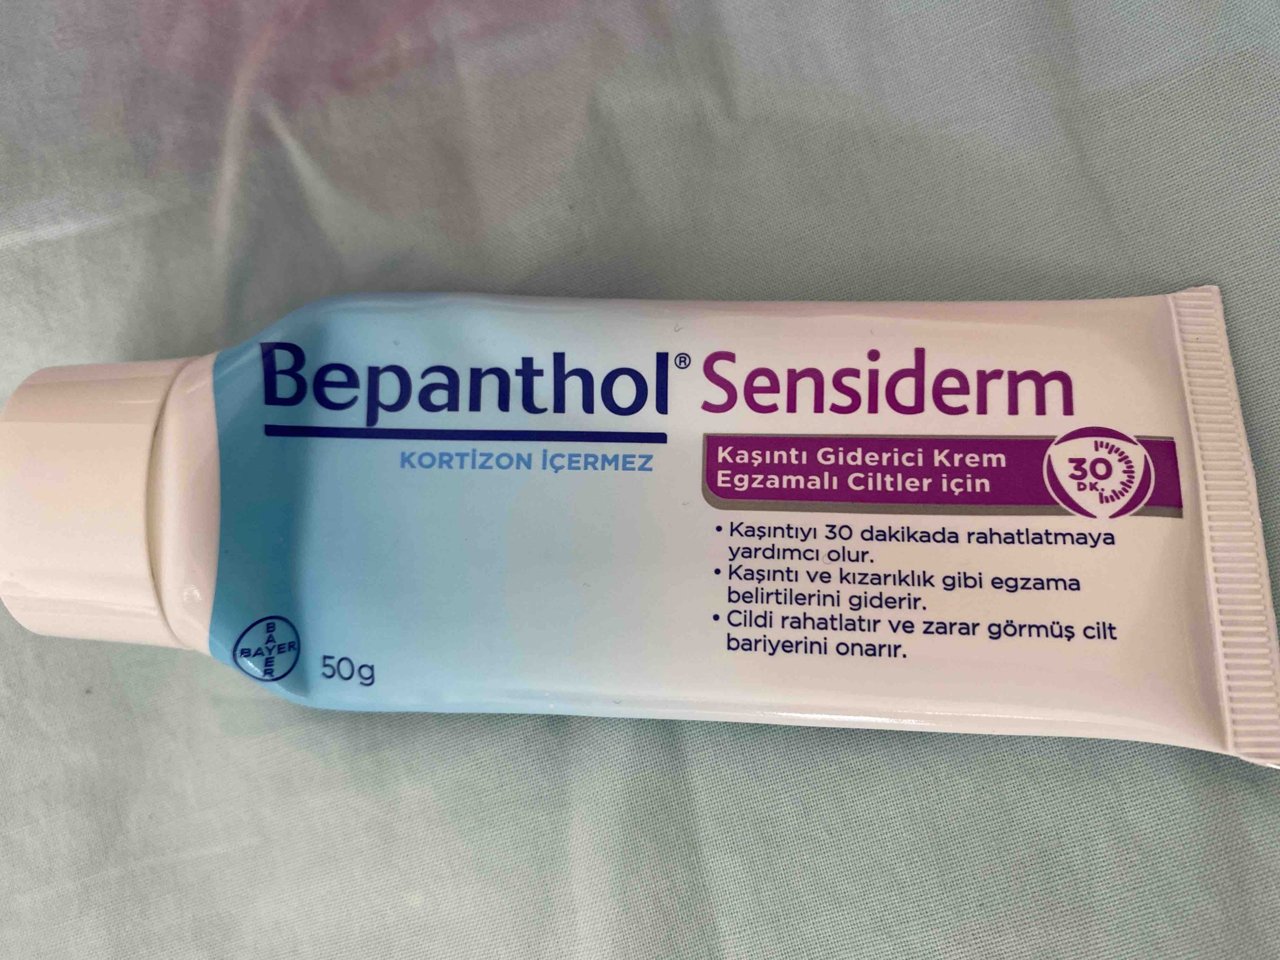 Bepanthol® Sensiderm
KORTİZON İÇERMEZ
Kaşıntı Giderici Krem
Egzamalı Ciltler için
30
DK.
• Kaşıntıyı 30 dakikada rahatlatmaya
yardımcı olur.
• Kaşıntı ve kızarıklık gibi egzama
belirtilerini giderir.
• Cildi rahatlatır ve zarar görmüş cilt
bariyerini onarır.
BAYER
BAYER
50g